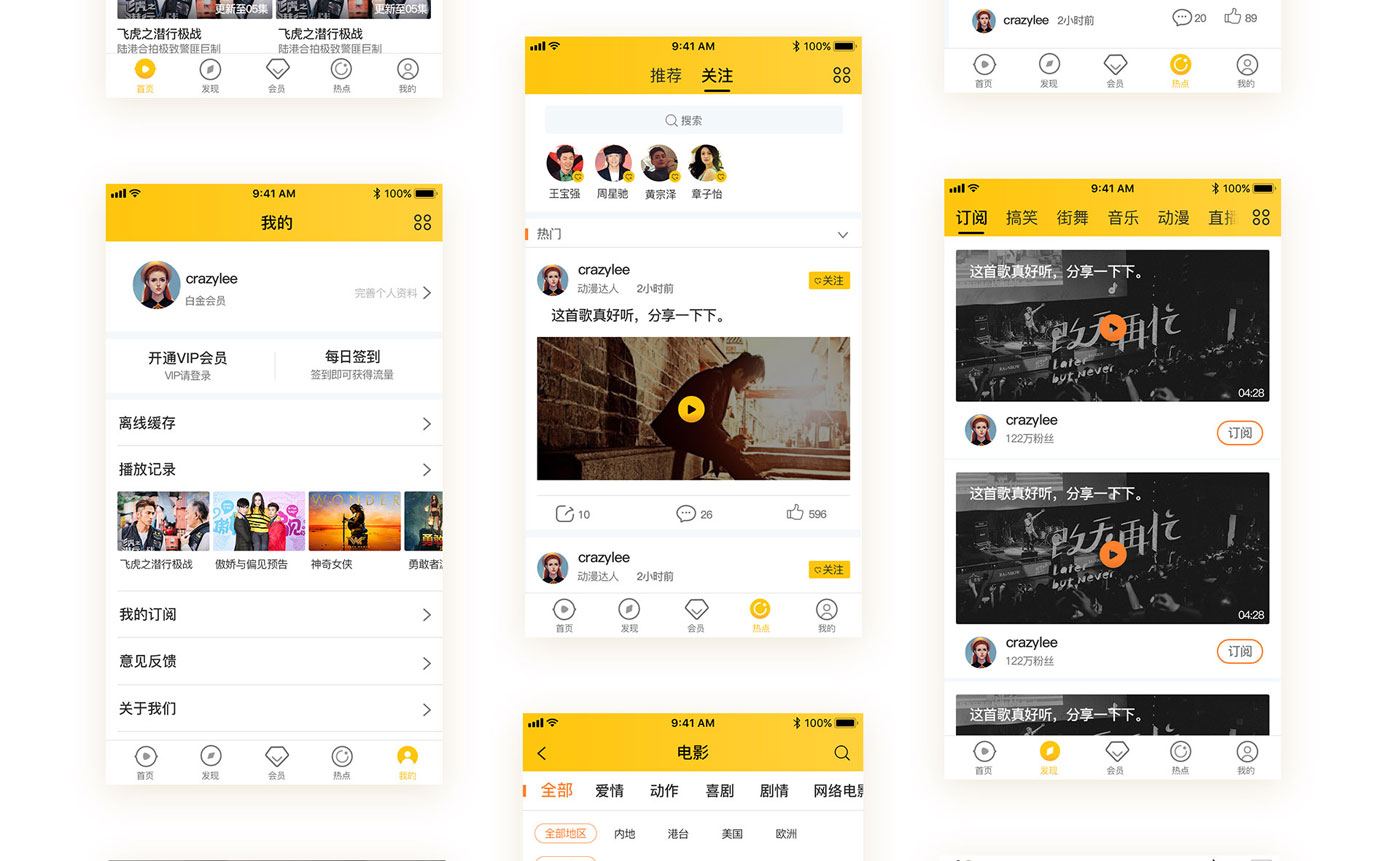 更新至05集
更新至05集
飞虎之潜行极战
飞虎之潜行极战
陆港合拍极致警匪巨制
陆港合拍极致警匪巨制
首页
发现
会员
热点
我的
9:41 AM
100%
我的
crazylee
白金会员
完善个人资料
开通VIP会员
VIP请登录
每日签到
签到即可获得流量
离线缓存
播放记录
WONDER
飞虎之潜行极战
傲娇与偏见预告
神奇女侠
我的订阅
意见反馈
关于我们
首页
发现
会员
热点
我的
9:41 AM
100%
推荐
关注
搜索
王宝强
周星驰
黄宗泽
章子怡
热门
crazylee
动漫达人
2小时前
关注
这首歌真好听，分享一下下。
10
26
596
crazylee
动漫达人
2小时前
关注
首页
发现
会员
热点
我的
9:41 AM
100%
电影
全部
爱情
动作
喜剧
剧情
网络电影
全部地区
内地
港台
美国
欧洲
crazylee
2小时前
20
89
首页
发现
会员
热点
我的
9:41 AM
100%
订阅
搞笑
街舞
音乐
动漫
直播
这首歌真好听，分享一下下。
改天再忙
Later
but never
04:28
crazylee
122万粉丝
订阅
这首歌真好听，分享一下下。
改天再忙
Later
but never
04:28
crazylee
122万粉丝
订阅
这首歌真好听，分享一下下。
首页
发现
会员
热点
我的